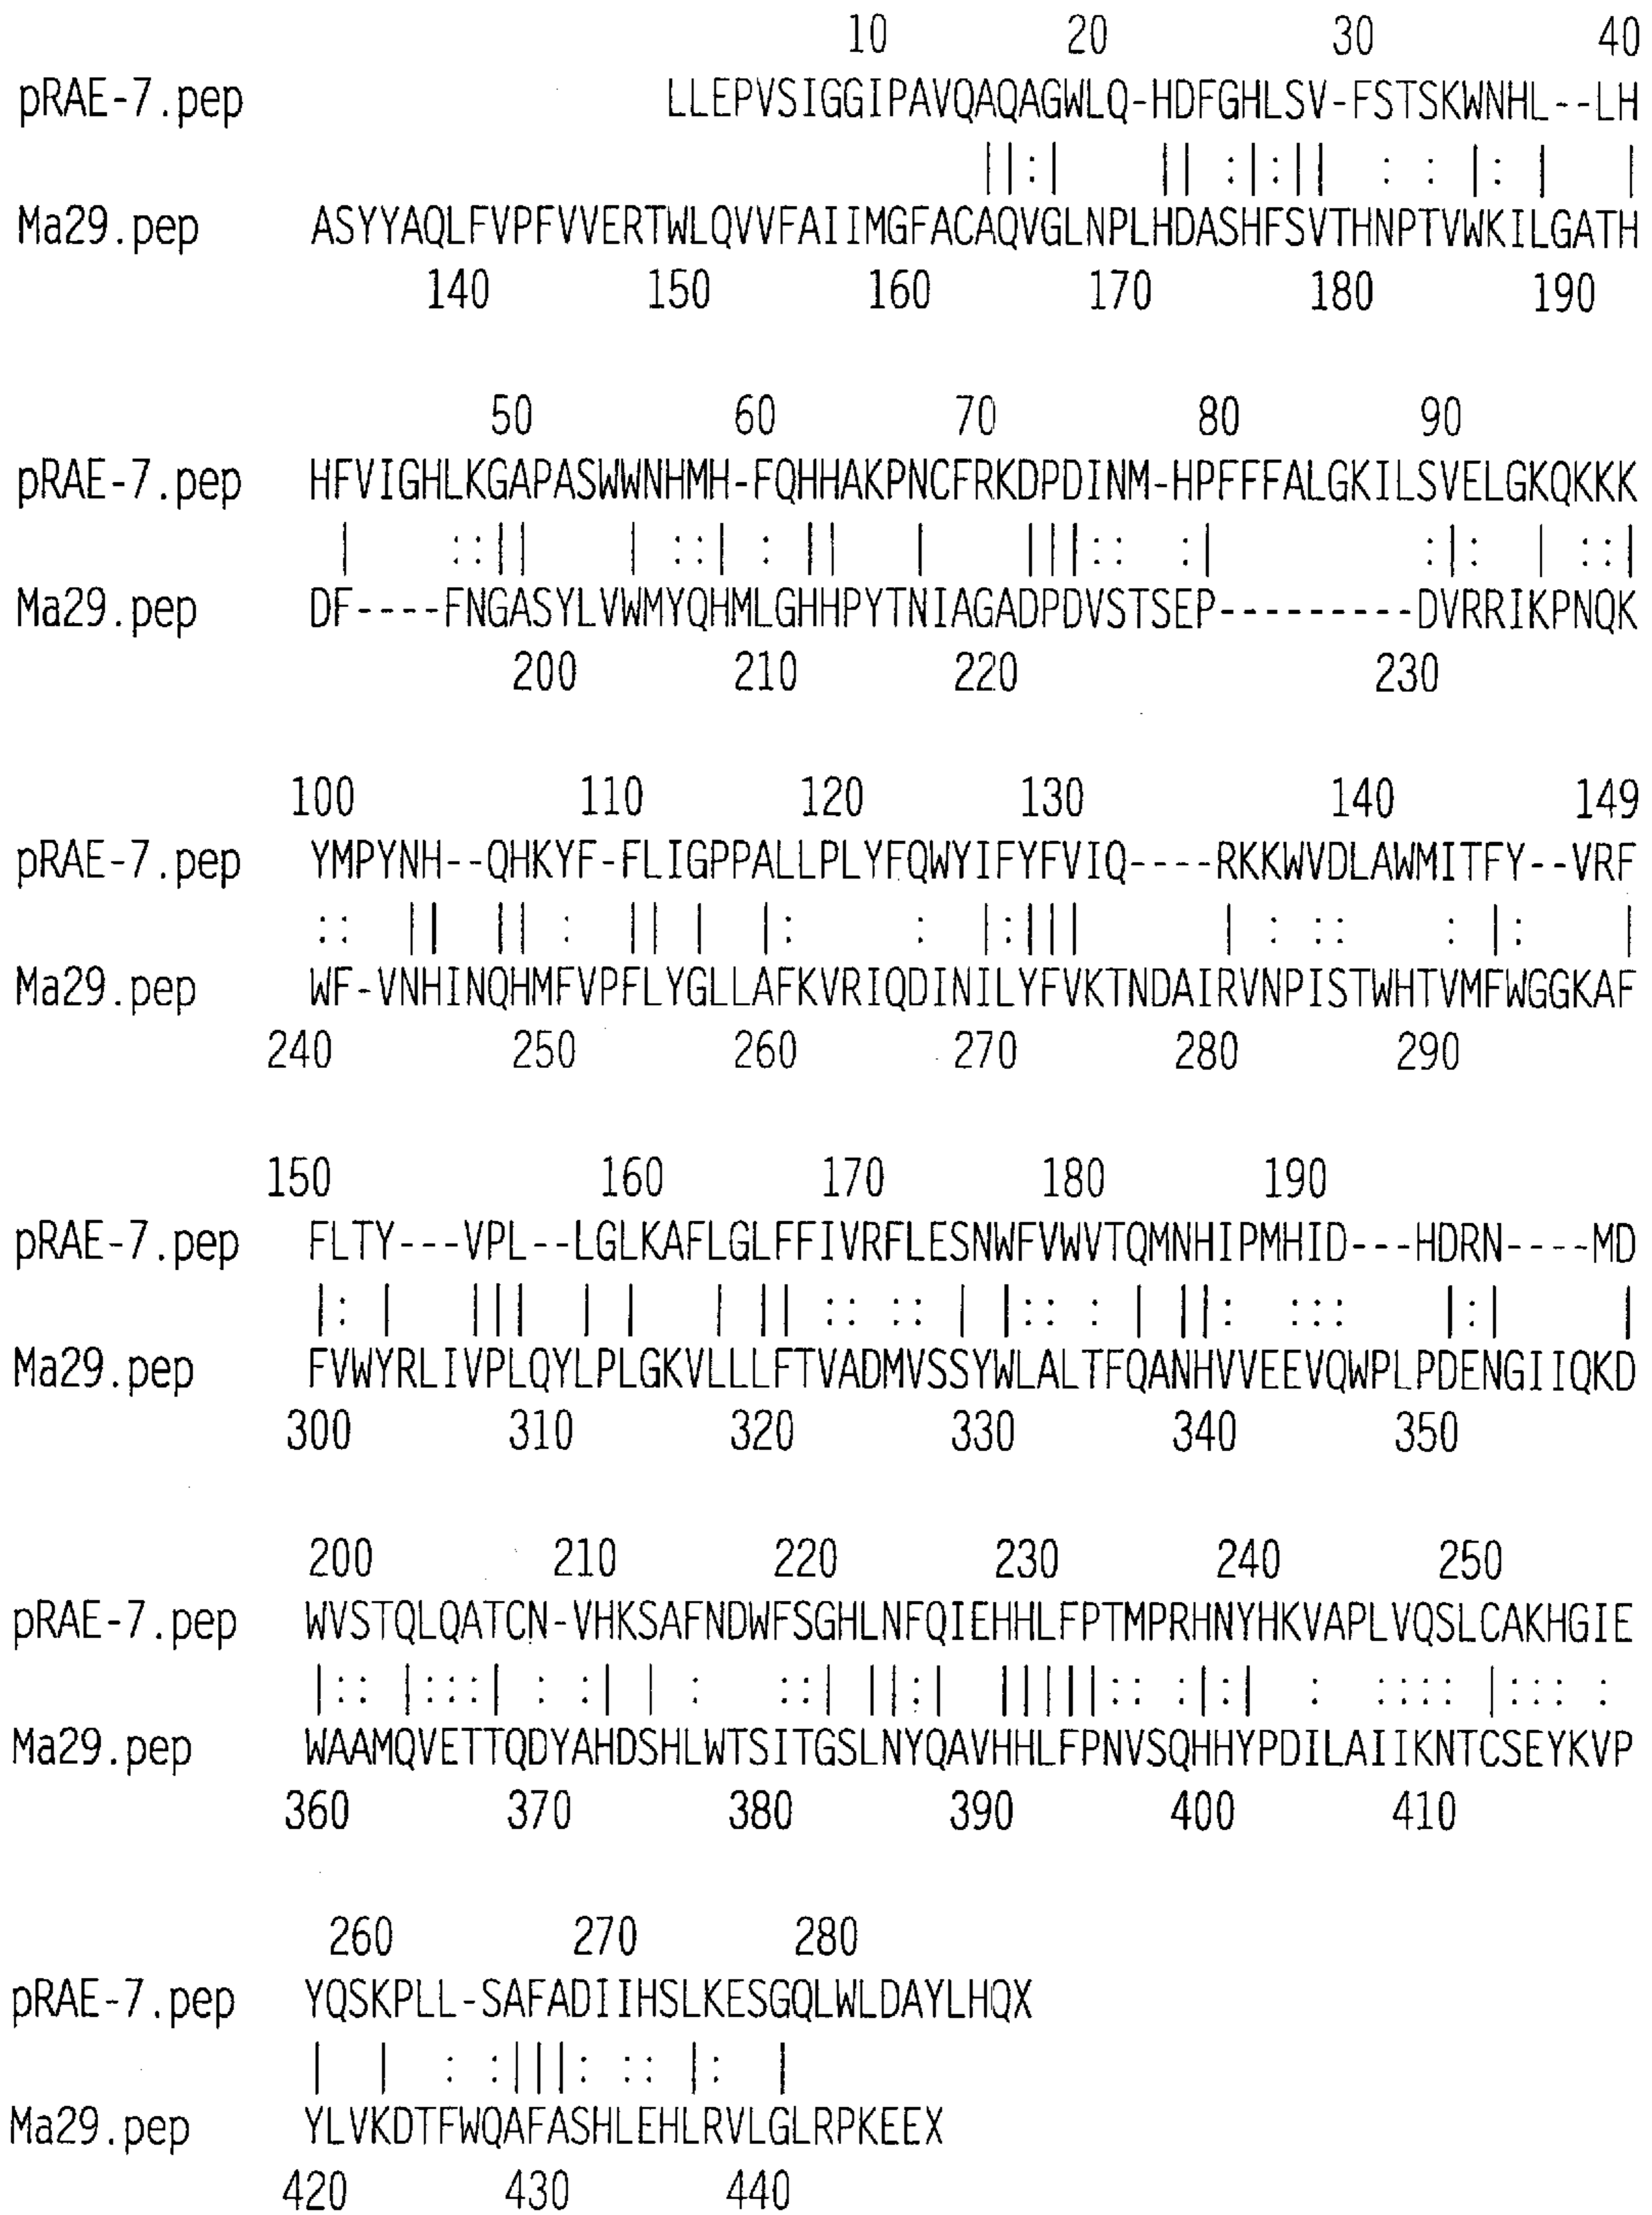 10 20 30 40
pRAE-7.pep LLEPVSIGGIPAVQAQAGWLQ-HDFGHLSV-FSTSKWNHL--LH
||:| || :|:|| : : |: | |
Ma29.pep ASYYAQLFVPFVVERTWLQVVFAIIMGFACAQVGLNPLHDASHFSVTHNPTVWKILGATH
140 150 160 170 180 190
50 60 70 80 90
pRAE-7.pep HFVIGHLKGAPASWWNHMH-FQHHAKPNCFRKDPDINM-HPFFFALGKILSVELGKQKKK
| ::|| | ::| : || | |||:: :| :|: | ::|
Ma29.pep DF----FNGASYLVWMYQHMLGHHPYTNIAGADPDVSTSEP---------DVRRIKPNQK
200 210 220 230
100 110 120 130 140 149
pRAE-7.pep YMPYNH--QHKYF-FLIGPPALLPLYFQWYIFYFVIQ----RKKWVDLAWMITFY--VRF
:: || || : || | |: : |:||| | : :: : |: |
Ma29.pep WF-VNHINQHMFVPFLYGLLAFKVRIQDINILYFVKTNDAIRVNPISTWHTVMFWGGKAF
240 250 260 270 280 290
150 160 170 180 190
pRAE-7.pep FLTY---VPL--LGLKAFLGLFFIVRFLESNWFVWVTQMNHIPMHID---HDRN----MD
|: | ||| | | | || :: :: | |:: : | ||: ::: |:| |
Ma29.pep FVWYRLIVPLQYLPLGKVLLLFTVADMVSSYWLALTFQANHVVEEVQWPLPDENGIIQKD
300 310 320 330 340 350
200 210 220 230 240 250
pRAE-7.pep WVSTQLQATCN-VHKSAFNDWFSGHLNFQIEHHLFPTMPRHNYHKVAPLVQSLCAKHGIE
|:: |:::| : :| | : ::| ||:| |||||:: :|:| : :::: |::: :
Ma29.pep WAAMQVETTQDYAHDSHLWTSITGSLNYQAVHHLFPNVSQHHYPDILAIIKNTCSEYKVP
360 370 380 390 400 410
260 270 280
pRAE-7.pep YQSKPLL-SAFADIIHSLKESGQLWLDAYLHQX
| | : :|||: :: |: |
Ma29.pep YLVKDTFWQAFASHLEHLRVLGLRPKEEX
420 430 440